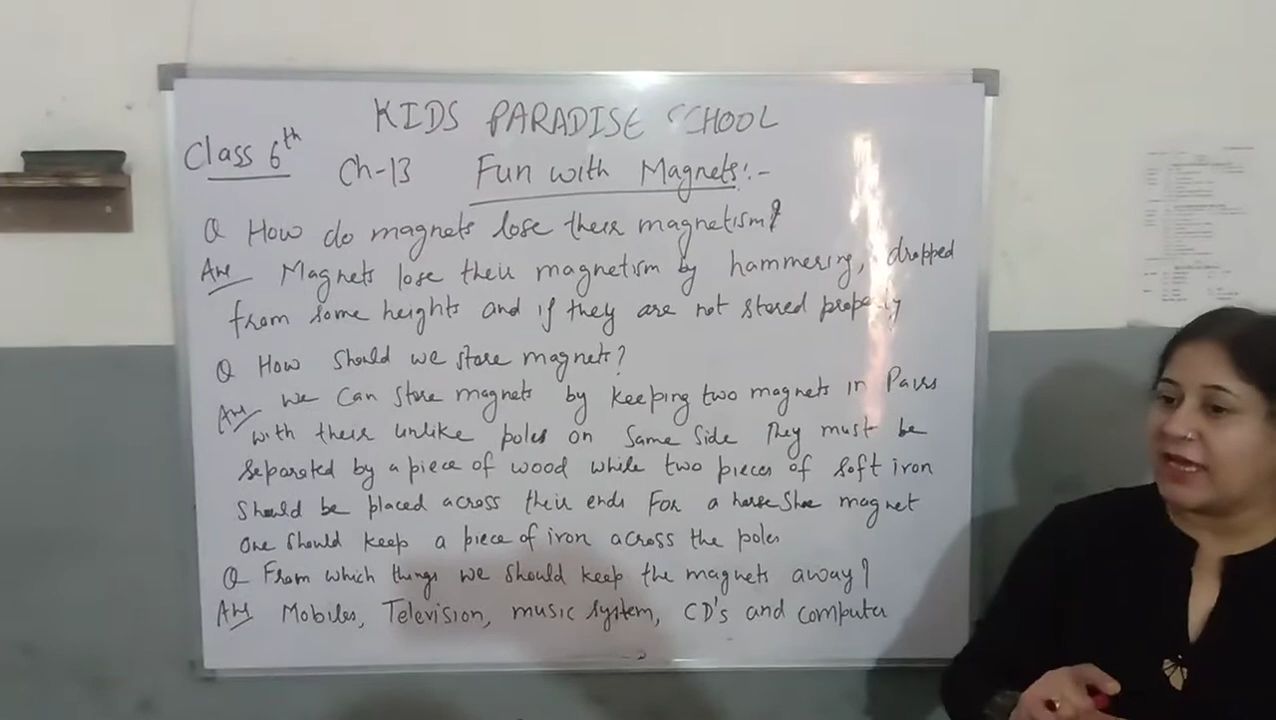 KIDS PARADISE SCHOOL
Class 6th
Ch-13 Fun with Magnets:-
Q How do magnets lose their magnetism?
Ans Magnets lose their magnetism by hammering, dropped
from some heights and if they are not stored properly
Q How should we store magnets?
Ans We can store magnets by keeping two magnets in Pairs
with their unlike poles on same side They must be
separated by a piece of wood while two pieces of soft iron
should be placed across their ends For a horse shoe magnet
one should keep a piece of iron across the poles
Q From which things we should keep the magnets away?
Ans Mobiles, Television, music system, CD's and computer